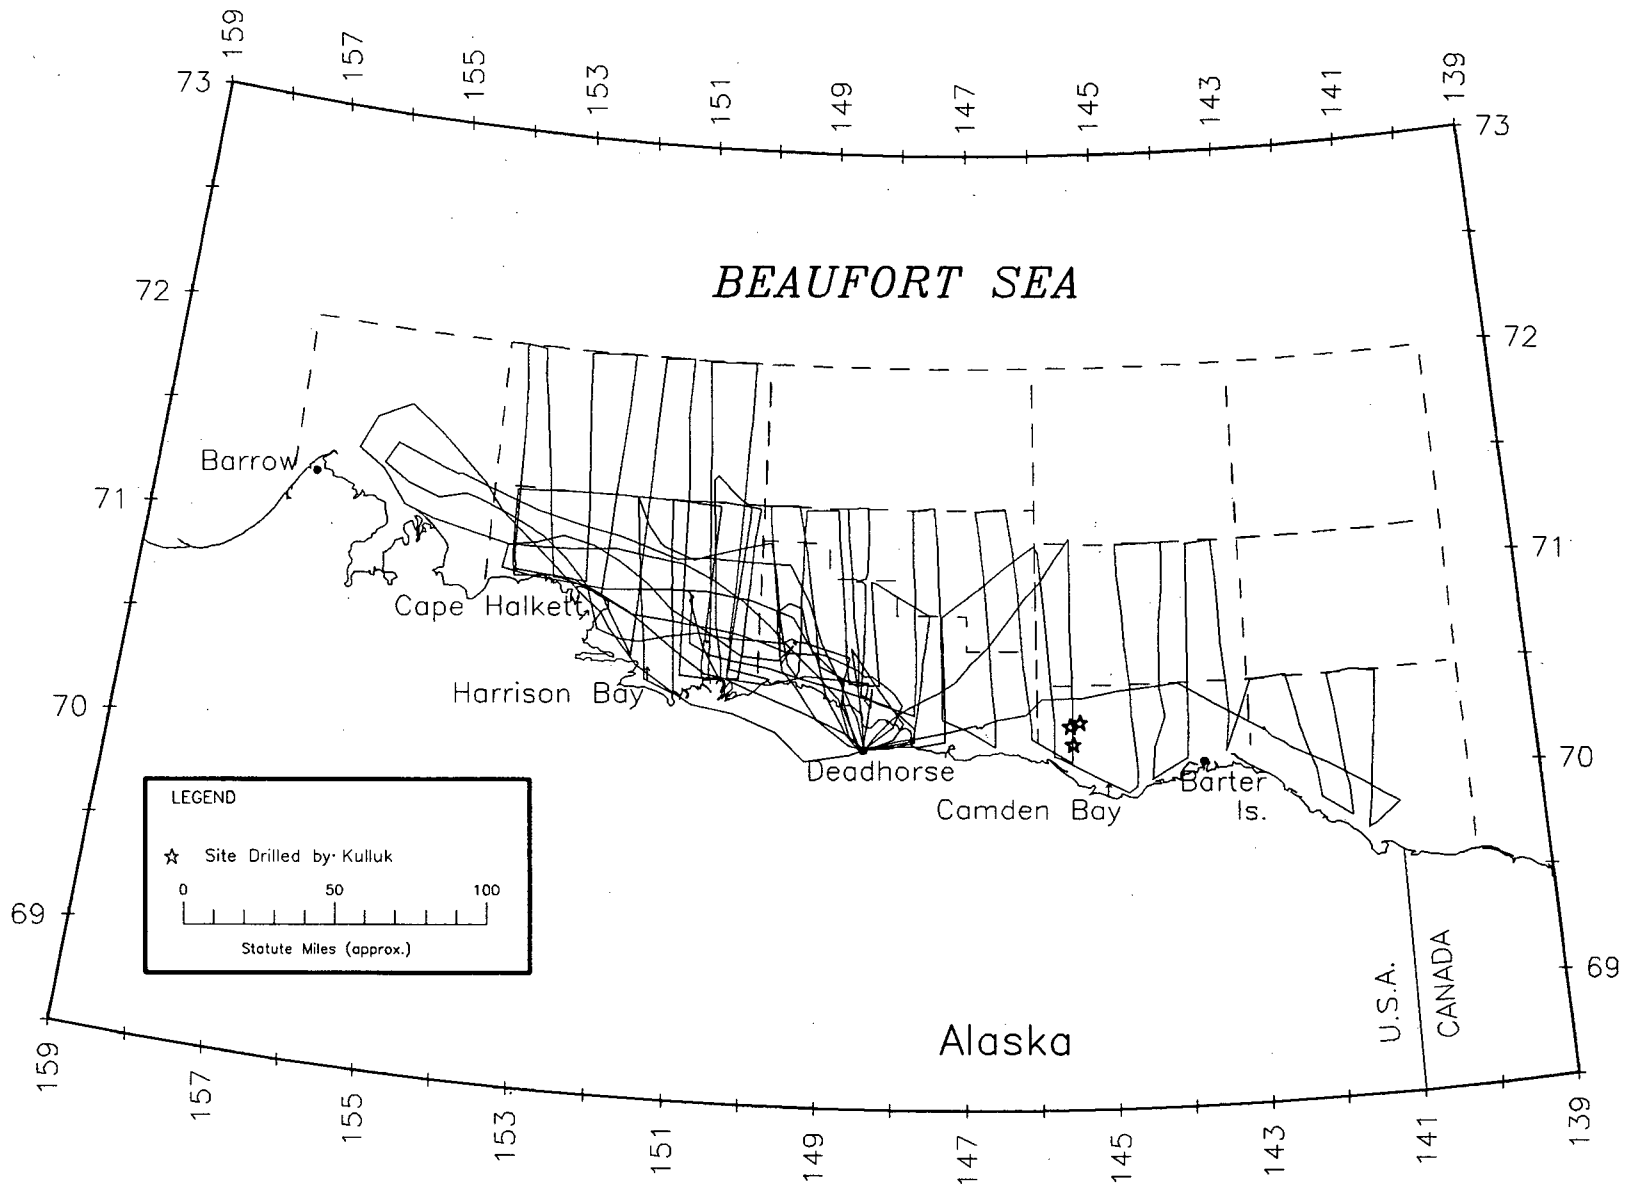 159
157
155
153
151
149
147
145
143
141
139
73
73
BEAUFORT SEA
72
72
Barrow
71
71
Cape Halkett
Harrison Bay
70
70
Deadhorse
Camden Bay
Barter
Is.
LEGEND
Site Drilled by Kulluk
0 50 100
Statute Miles (approx.)
69
69
U.S.A.
CANADA
Alaska
159
157
155
153
151
149
147
145
143
141
139